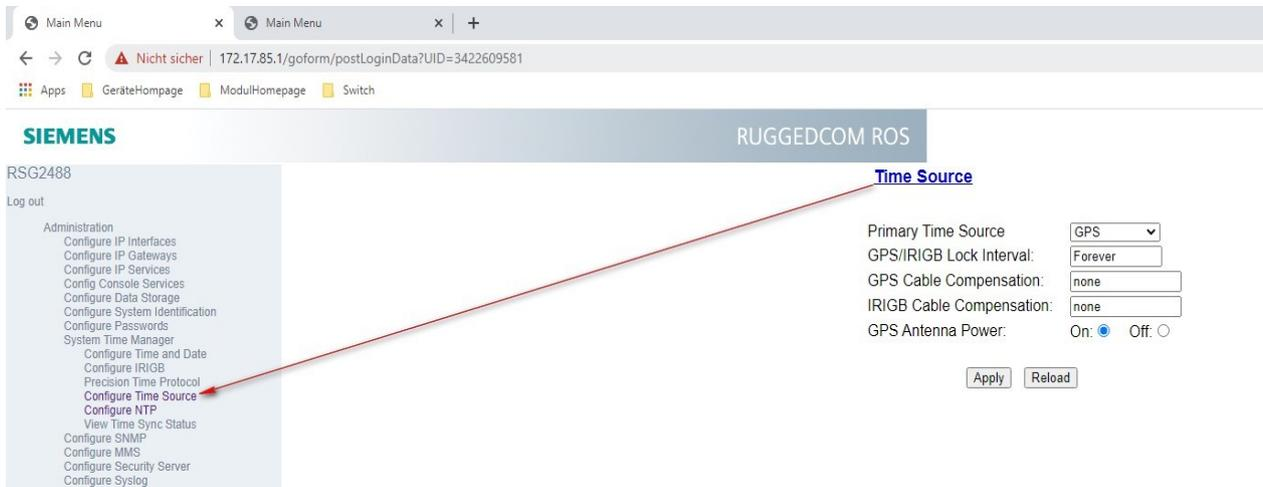 Main Menu
Main Menu
Nicht sicher | 172.17.85.1/goform/postLoginData?UID=3422609581
Apps GeräteHompage ModulHomepage Switch
SIEMENS
RUGGEDCOM ROS
RSG2488
Log out
Administration
Configure IP Interfaces
Configure IP Gateways
Configure IP Services
Config Console Services
Configure Data Storage
Configure System Identification
Configure Passwords
System Time Manager
Configure Time and Date
Configure IRIGB
Precision Time Protocol
Configure Time Source
Configure NTP
View Time Sync Status
Configure SNMP
Configure MMS
Configure Security Server
Configure Syslog
Time Source
Primary Time Source GPS
GPS/IRIGB Lock Interval: Forever
GPS Cable Compensation: none
IRIGB Cable Compensation: none
GPS Antenna Power: On: Off:
Apply Reload